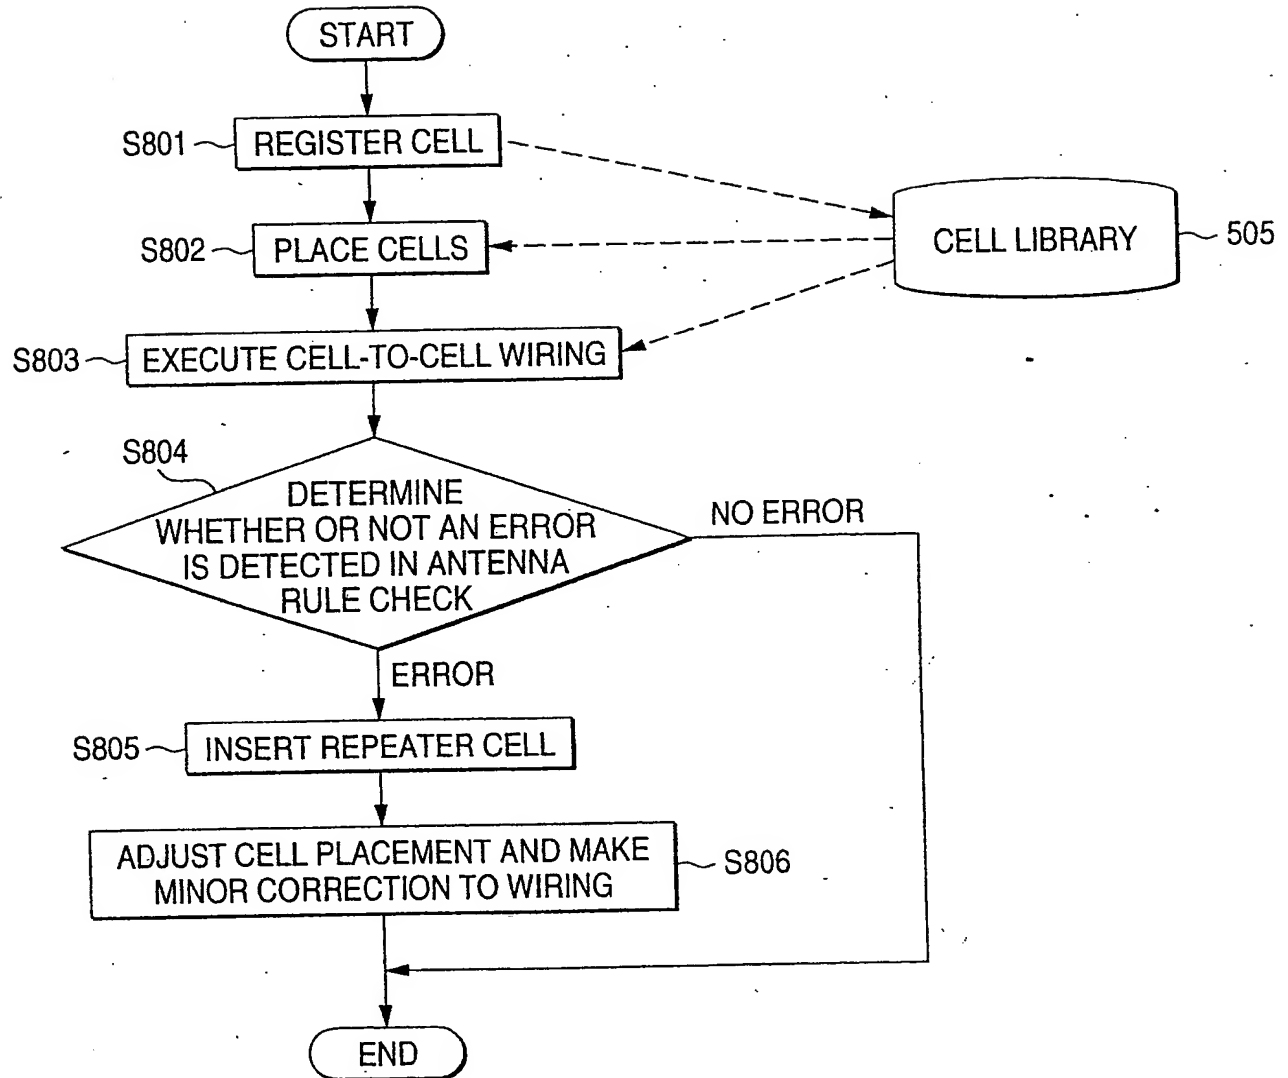 START
S801
REGISTER CELL
S802
PLACE CELLS
CELL LIBRARY
505
S803
EXECUTE CELL-TO-CELL WIRING
S804
DETERMINE
WHETHER OR NOT AN ERROR
IS DETECTED IN ANTENNA
RULE CHECK
NO ERROR
ERROR
S805
INSERT REPEATER CELL
ADJUST CELL PLACEMENT AND MAKE
MINOR CORRECTION TO WIRING
S806
END